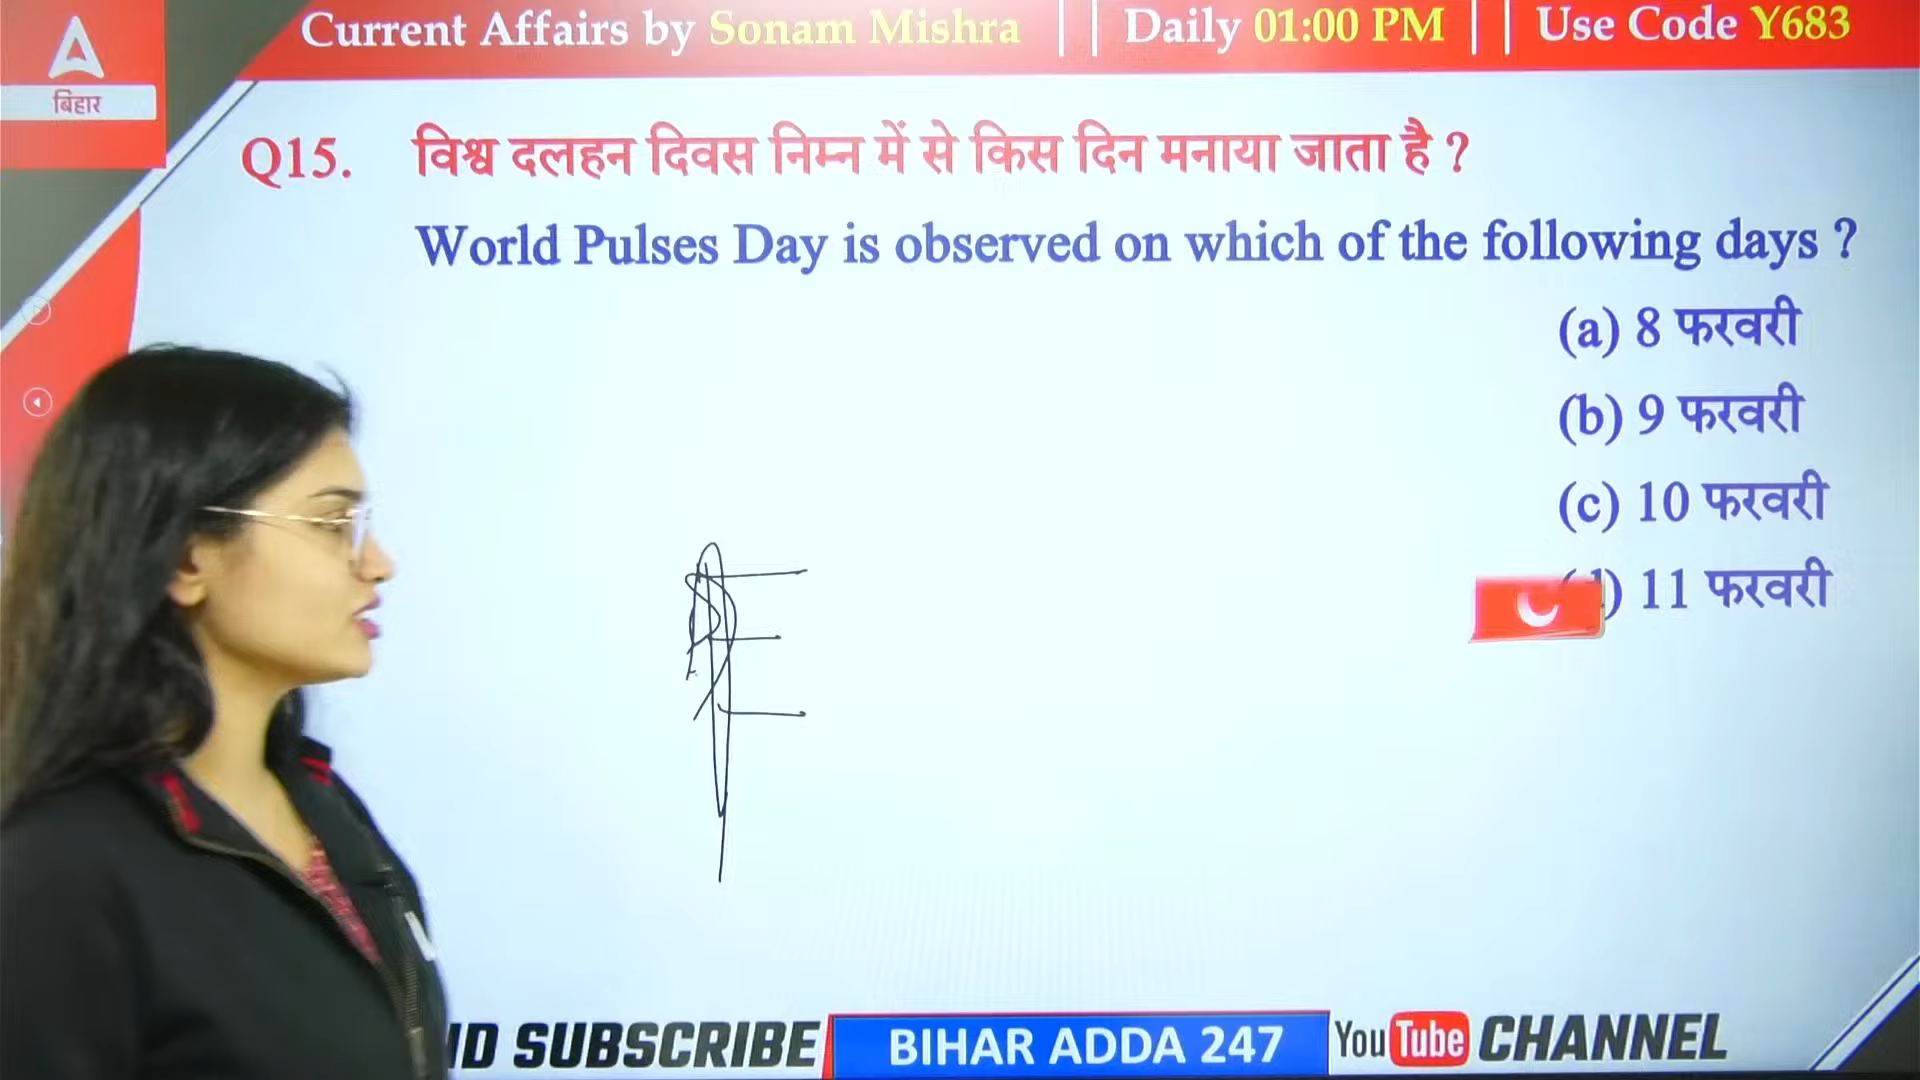 Current Affairs by Sonam Mishra || Daily 01:00 PM || Use Code Y683
बिहार
Q15. विश्व दलहन दिवस निम्न में से किस दिन मनाया जाता है ?
World Pulses Day is observed on which of the following days ?
(a) 8 फरवरी
(b) 9 फरवरी
(c) 10 फरवरी
) 11 फरवरी
SUBSCRIBE BIHAR ADDA 247 YouTube CHANNEL